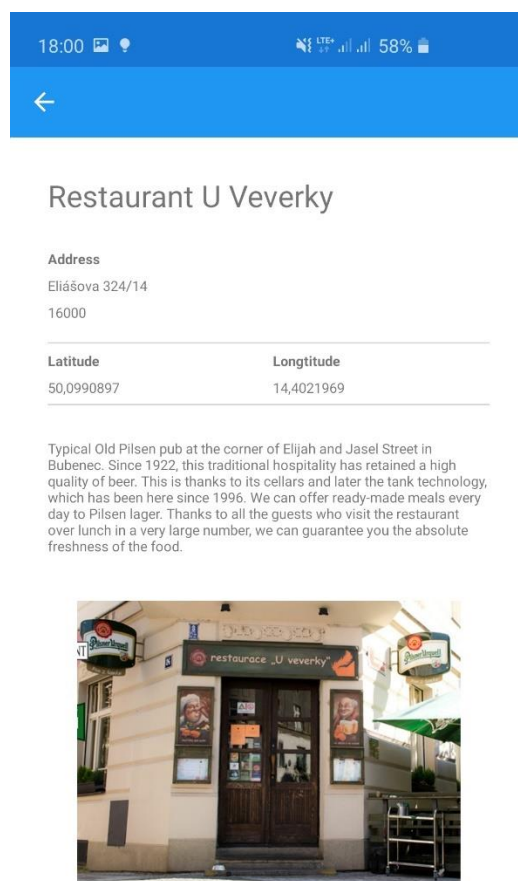 18:00 LTE+ 58%
Restaurant U Veverky
Address
Eliášova 324/14
16000
Latitude Longtitude
50,0990897 14,4021969
Typical Old Pilsen pub at the corner of Elijah and Jasel Street in
Bubenec. Since 1922, this traditional hospitality has retained a high
quality of beer. This is thanks to its cellars and later the tank technology,
which has been here since 1996. We can offer ready-made meals every
day to Pilsen lager. Thanks to all the guests who visit the restaurant
over lunch in a very large number, we can guarantee you the absolute
freshness of the food.
Pilsner Urquell
restaurace „U veverky"
Pilsner Urquell